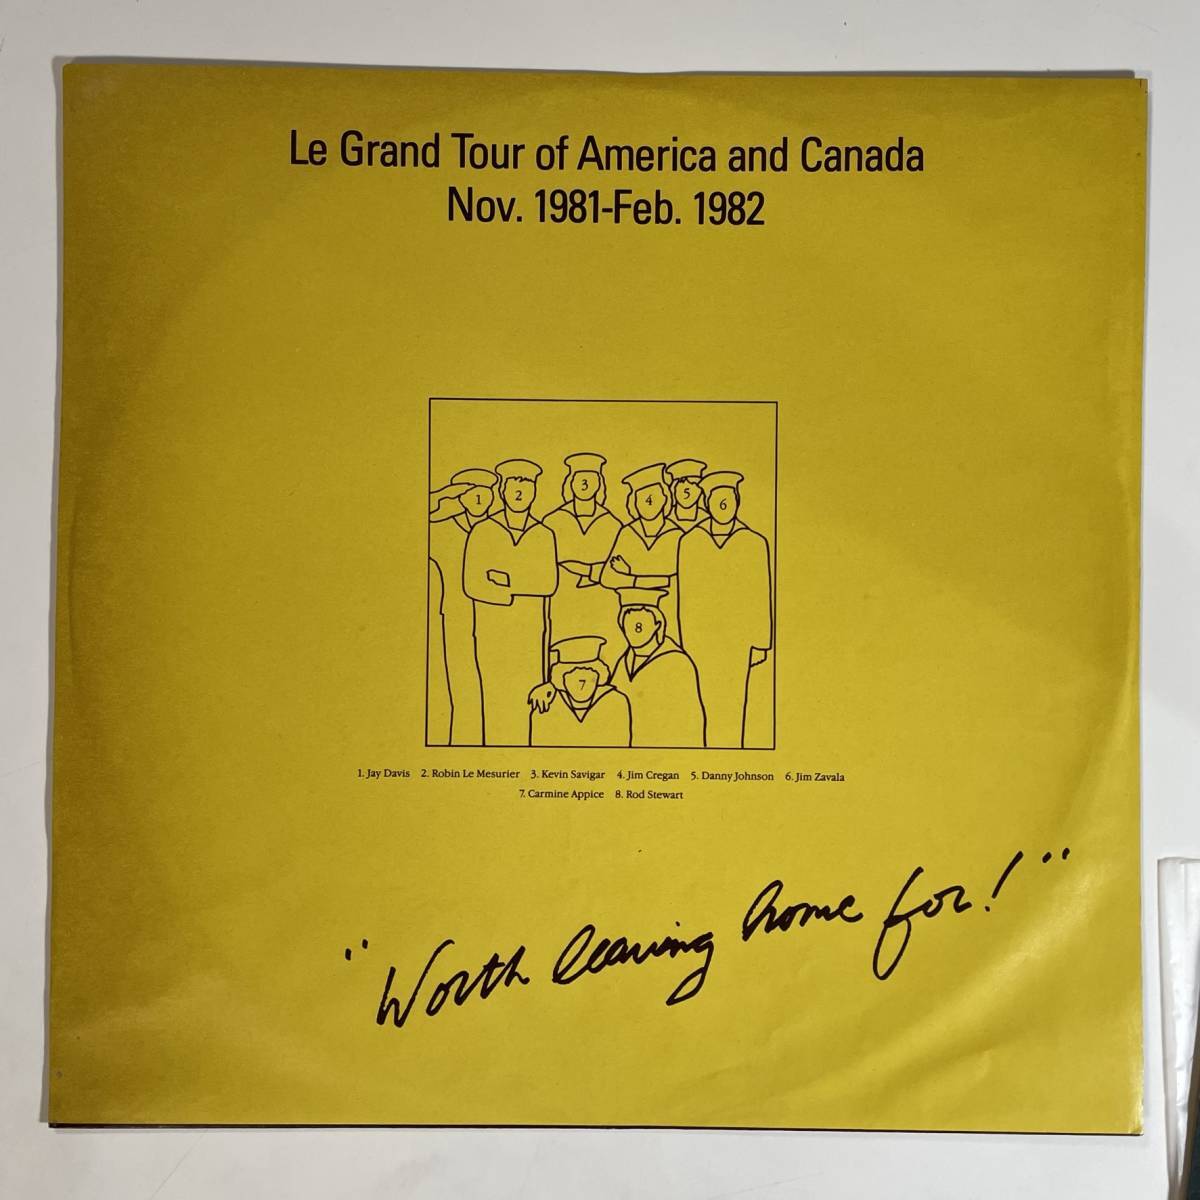 Le Grand Tour of America and Canada
Nov. 1981-Feb. 1982
1 2 3 4 5 6
8
7
1. Jay Davis 2. Robin Le Mesurier 3. Kevin Savigar 4. Jim Cregan 5. Danny Johnson 6. Jim Zavala
7. Carmine Appice 8. Rod Stewart
"Worth leaving home for!"